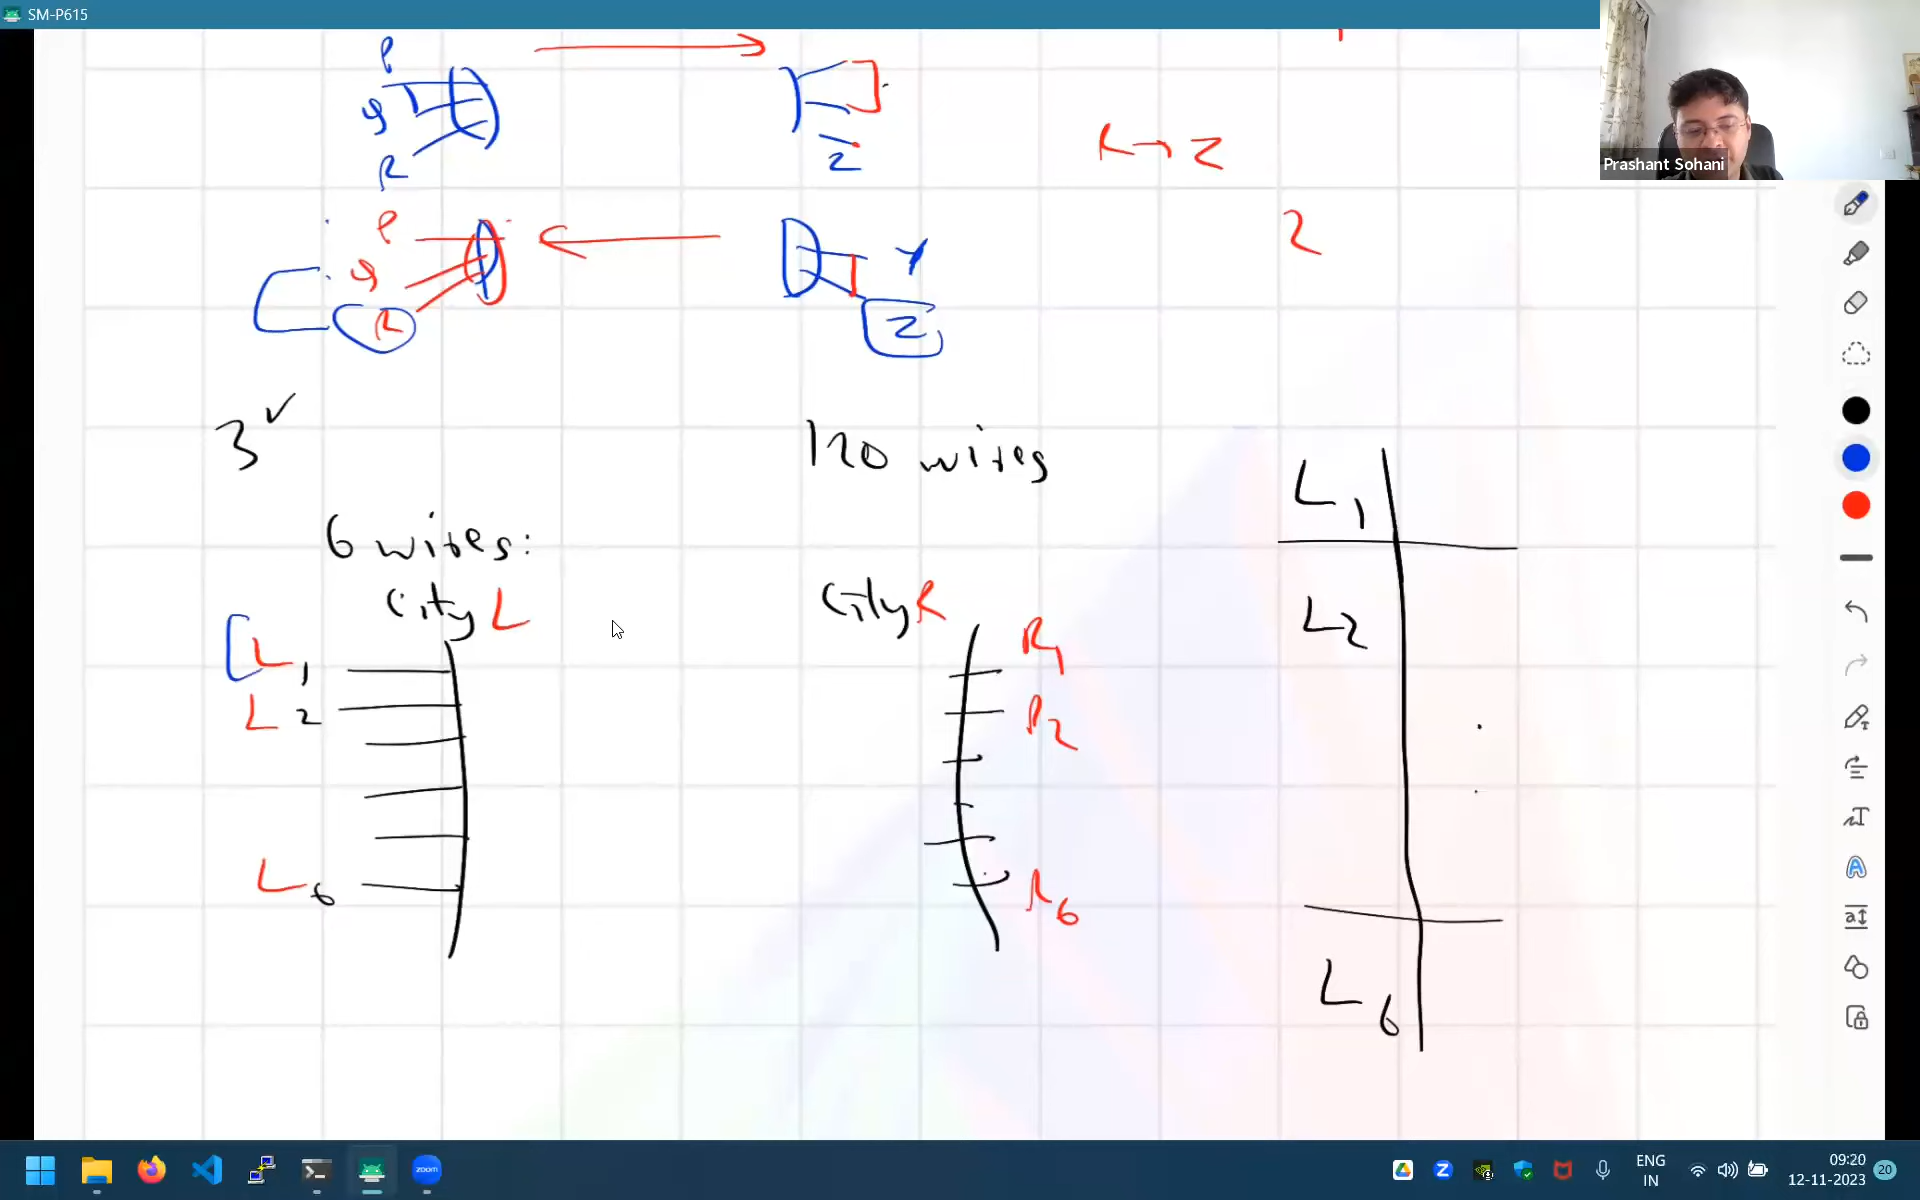 SM-P615
Prashant Sohani
P
Q
R
Z
R → Z
P
Q
R
Y
Z
2
3 ✓
120 wires
6 wires:
City L
City R
L1
L2
L6
R1
R2
R6
L1
L2
L6
zoom
ENG
IN
09:20
12-11-2023
20